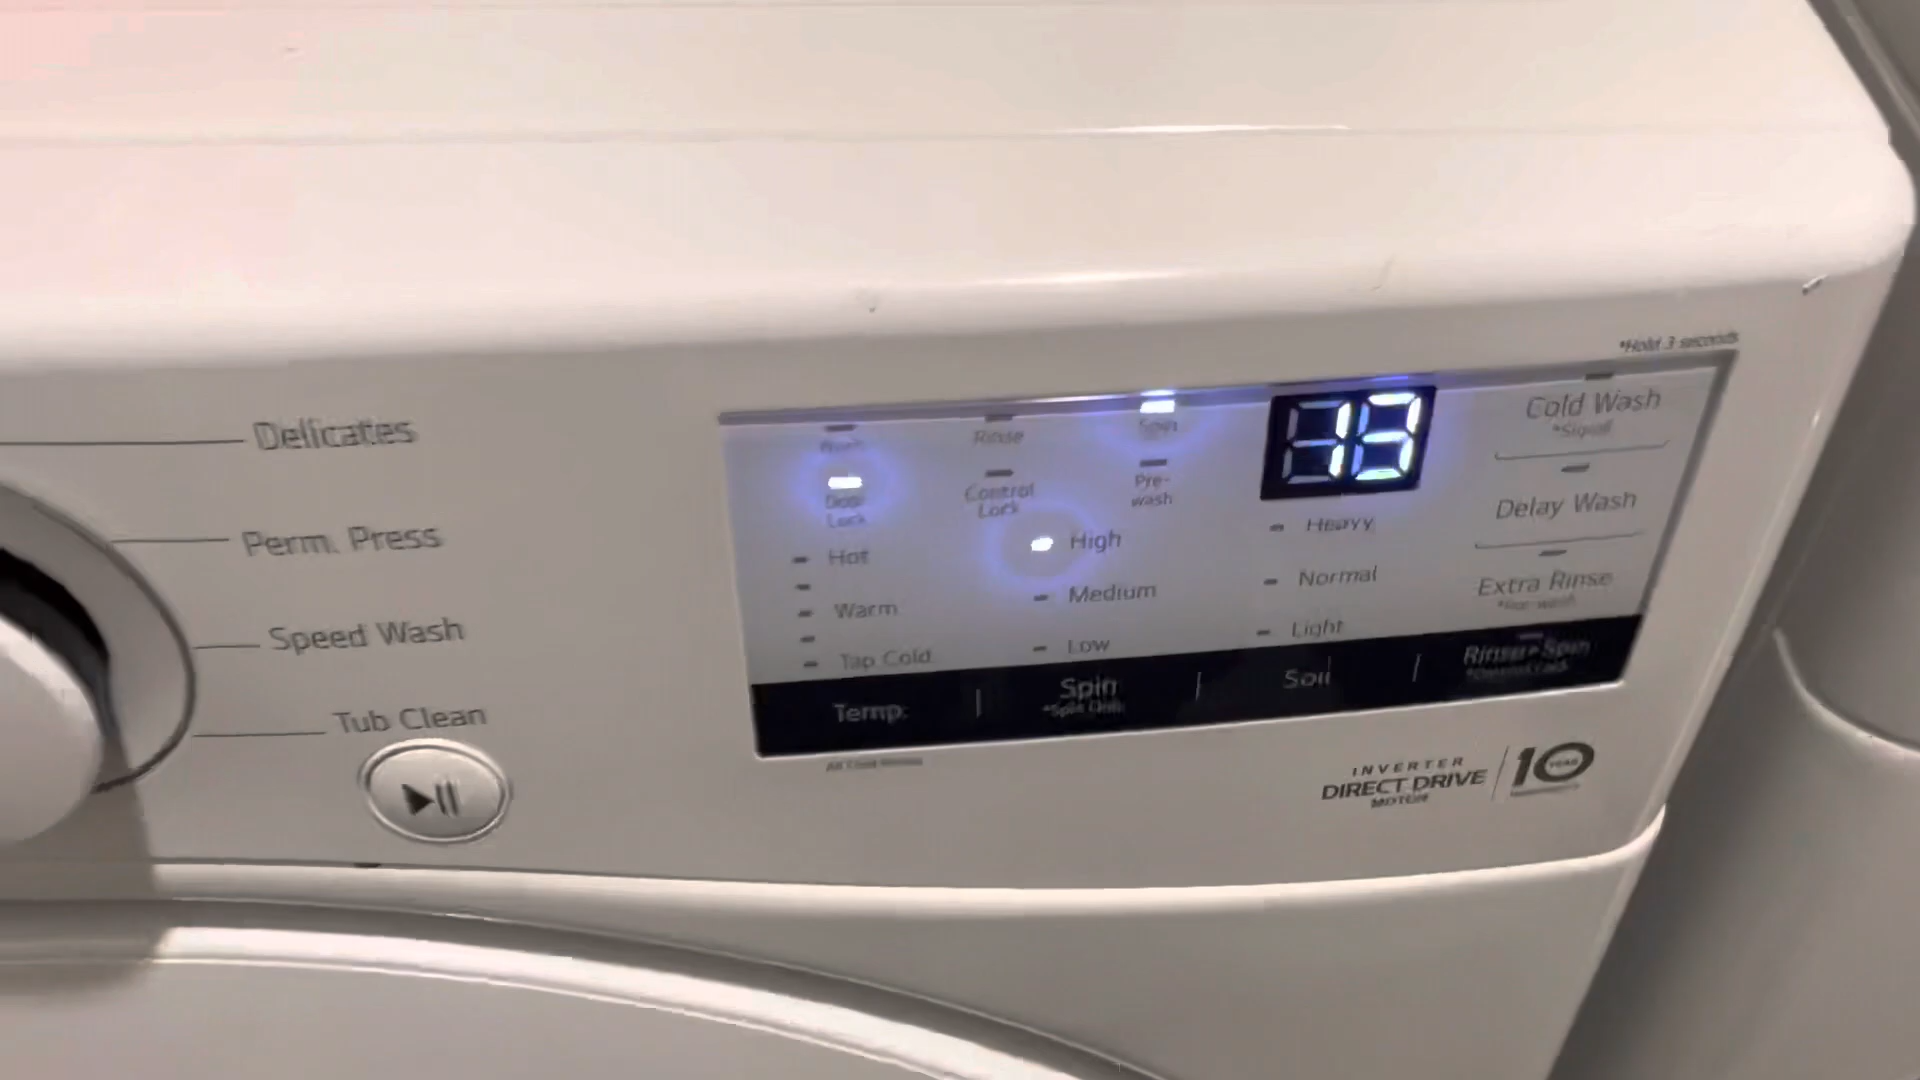 *Hold 3 seconds
Delicates
Perm. Press
Speed Wash
Tub Clean
Rinse
Spin
13
Door
Lock
Control
Lock
Pre-
wash
Hot
Warm
Tap Cold
High
Medium
Low
Heavy
Normal
Light
Cold Wash
*Signal
Delay Wash
Extra Rinse
Temp.
Spin
Soil
Rinse+Spin
INVERTER
DIRECT DRIVE
MOTOR
10
YEAR